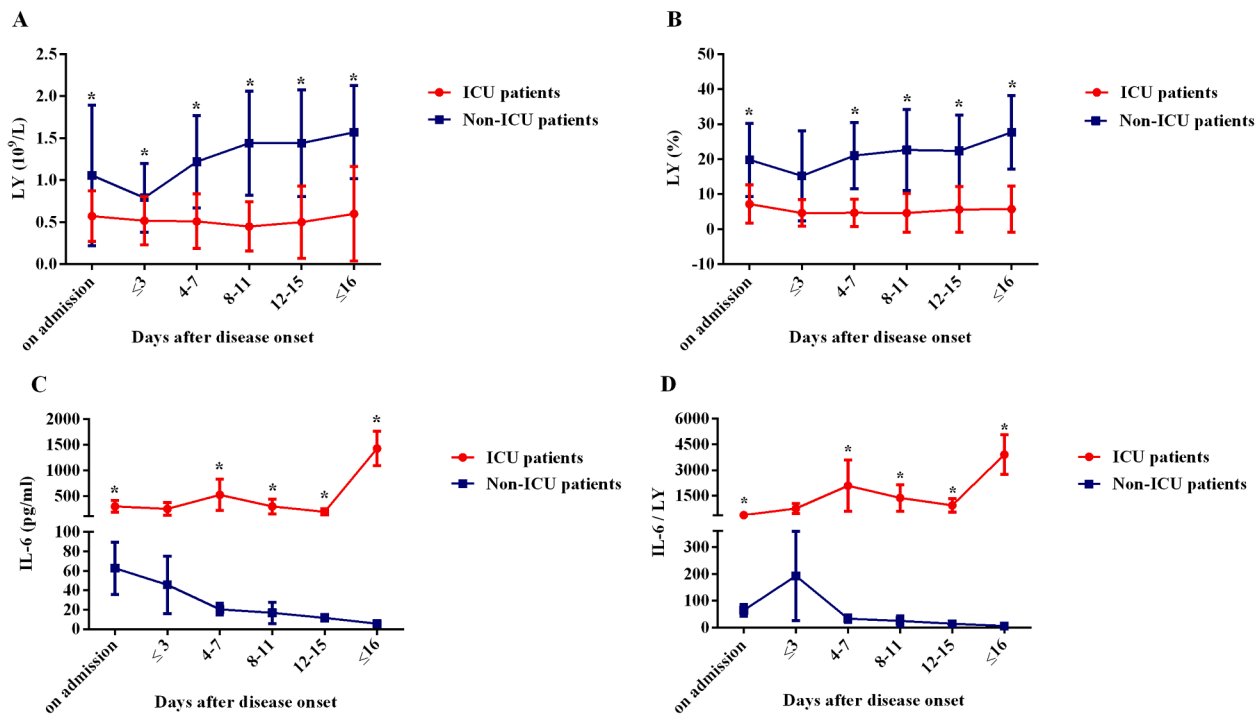 A
2.5
2.0
1.5
1.0
0.5
0.0
LY (10⁹/L)
* * * * * *
ICU patients
Non-ICU patients
on admission
≤3
4-7
8-11
12-15
≤16
Days after disease onset
B
50
40
30
20
10
0
-10
LY (%)
* * * * *
ICU patients
Non-ICU patients
on admission
≤3
4-7
8-11
12-15
≤16
Days after disease onset
C
2000
1500
1000
500
100
80
60
40
20
0
IL-6 (pg/ml)
* * * * *
ICU patients
Non-ICU patients
on admission
≤3
4-7
8-11
12-15
≤16
Days after disease onset
D
6000
4500
3000
1500
300
200
100
0
IL-6 / LY
* * * * *
ICU patients
Non-ICU patients
on admission
≤3
4-7
8-11
12-15
≤16
Days after disease onset